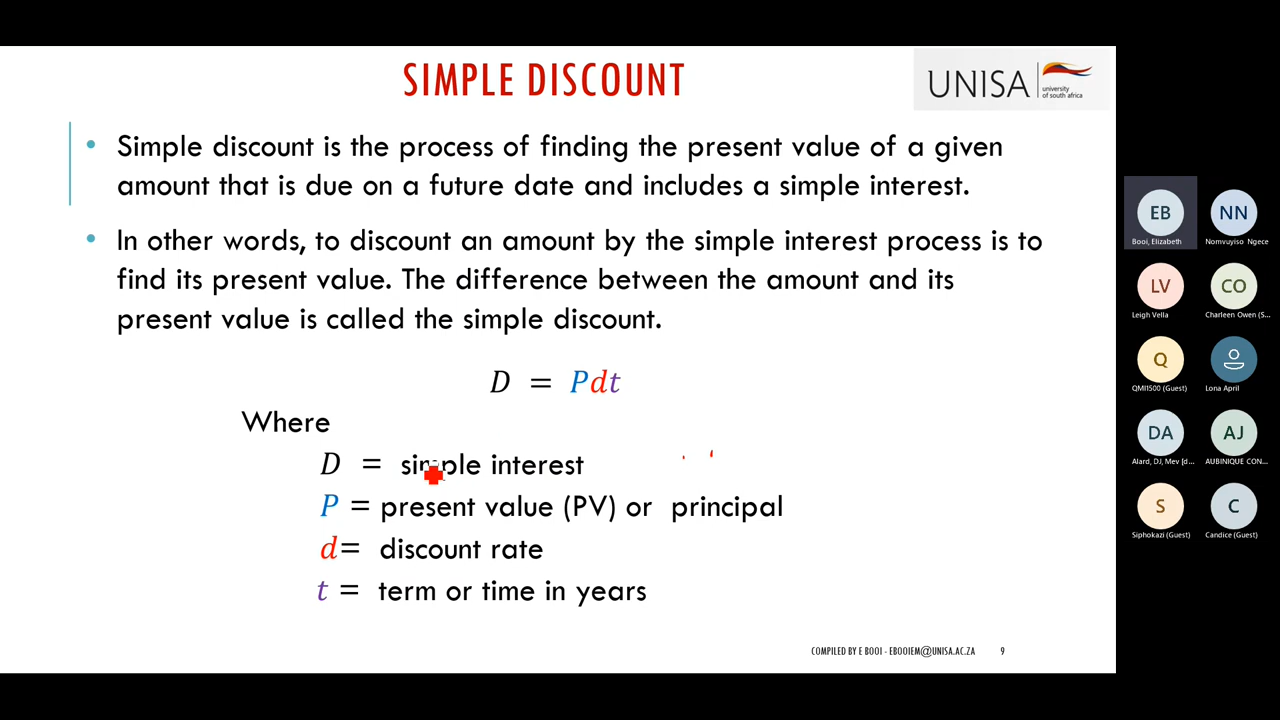 SIMPLE DISCOUNT
UNISA
university
of south africa
• Simple discount is the process of finding the present value of a given
amount that is due on a future date and includes a simple interest.
• In other words, to discount an amount by the simple interest process is to
find its present value. The difference between the amount and its
present value is called the simple discount.
D = Pdt
Where
D = simple interest
P = present value (PV) or principal
d= discount rate
t = term or time in years
COMPILED BY E BOOI - EBOOIEM@UNISA.AC.ZA 9
EB NN
Booi, Elizabeth Nomvuyiso Ngece
LV CO
Leigh Vella Charleen Owen (S...
Q
QMI1500 (Guest) Lona April
DA AJ
Alard, DJ, Mev [d... AUBINIQUE CON...
S C
Siphokazi (Guest) Candice (Guest)